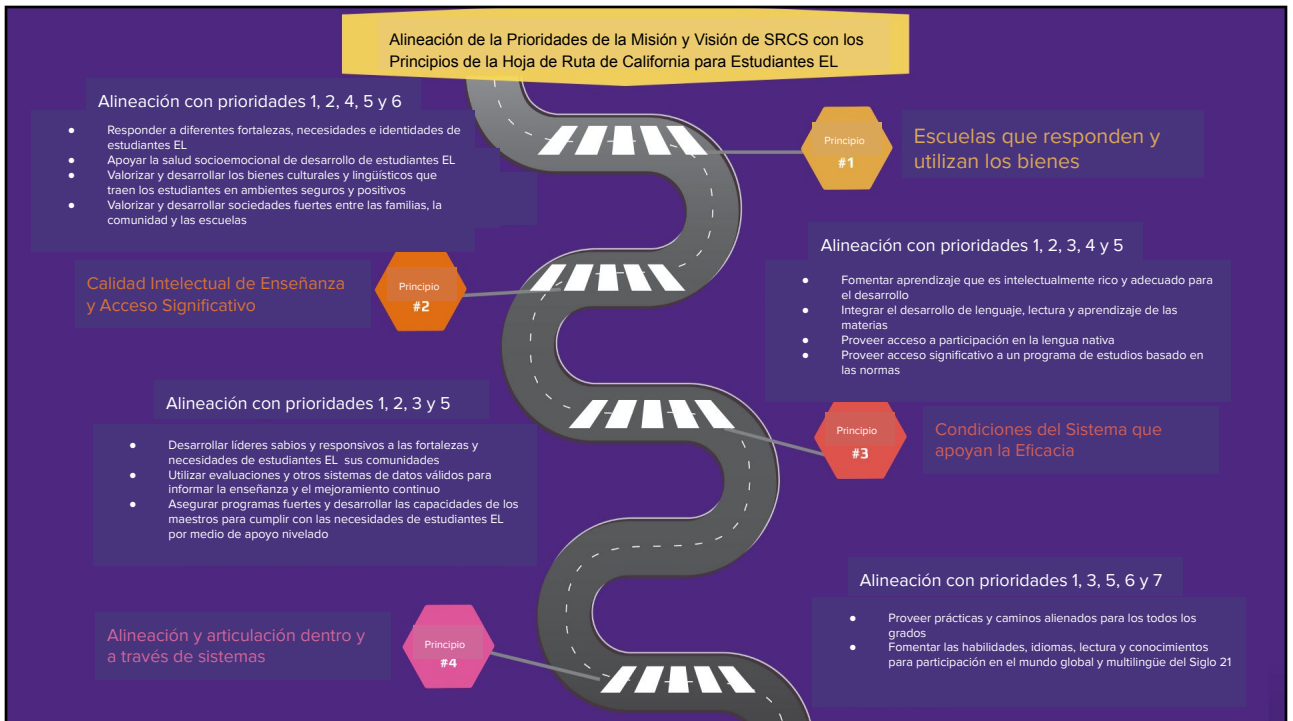 Alineación de la Prioridades de la Misión y Visión de SRCS con los
Principios de la Hoja de Ruta de California para Estudiantes EL
Alineación con prioridades 1, 2, 4, 5 y 6
● Responder a diferentes fortalezas, necesidades e identidades de
estudiantes EL
● Apoyar la salud socioemocional de desarrollo de estudiantes EL
● Valorizar y desarrollar los bienes culturales y lingüísticos que
traen los estudiantes en ambientes seguros y positivos
● Valorizar y desarrollar sociedades fuertes entre las familias, la
comunidad y las escuelas
Principio
#1
Escuelas que responden y
utilizan los bienes
Calidad Intelectual de Enseñanza
y Acceso Significativo
Principio
#2
Alineación con prioridades 1, 2, 3, 4 y 5
● Fomentar aprendizaje que es intelectualmente rico y adecuado para
el desarrollo
● Integrar el desarrollo de lenguaje, lectura y aprendizaje de las
materias
● Proveer acceso a participación en la lengua nativa
● Proveer acceso significativo a un programa de estudios basado en
las normas
Alineación con prioridades 1, 2, 3 y 5
● Desarrollar líderes sabios y responsivos a las fortalezas y
necesidades de estudiantes EL sus comunidades
● Utilizar evaluaciones y otros sistemas de datos válidos para
informar la enseñanza y el mejoramiento continuo
● Asegurar programas fuertes y desarrollar las capacidades de los
maestros para cumplir con las necesidades de estudiantes EL
por medio de apoyo nivelado
Principio
#3
Condiciones del Sistema que
apoyan la Eficacia
Alineación y articulación dentro y
a través de sistemas
Principio
#4
Alineación con prioridades 1, 3, 5, 6 y 7
● Proveer prácticas y caminos alienados para los todos los
grados
● Fomentar las habilidades, idiomas, lectura y conocimientos
para participación en el mundo global y multilingüe del Siglo 21